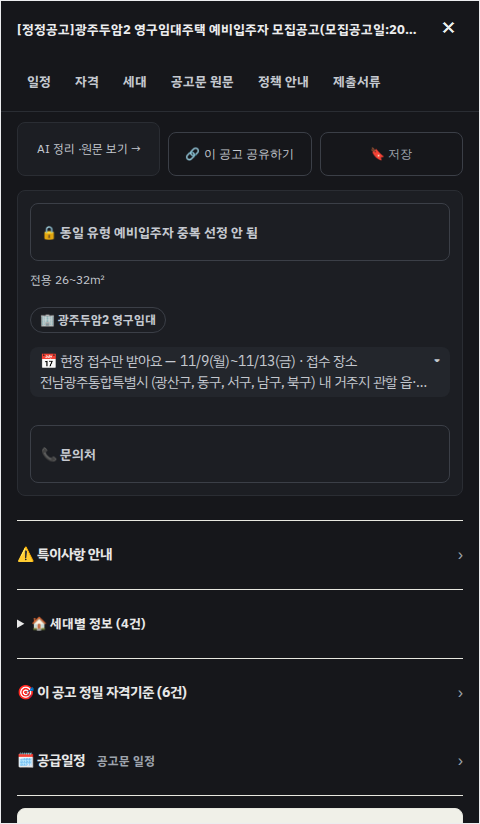 [정정공고]광주두암2 영구임대주택 예비입주자 모집공고(모집공고일:20...
✕
일정 자격 세대 공고문 원문 정책 안내 제출서류
AI 정리 ·원문 보기 →
🔗 이 공고 공유하기
🔖 저장
🔒 동일 유형 예비입주자 중복 선정 안 됨
전용 26~32m²
🏢 광주두암2 영구임대
📅 현장 접수만 받아요 — 11/9(월)~11/13(금) · 접수 장소
전남광주통합특별시 (광산구, 동구, 서구, 남구, 북구) 내 거주지 관할 읍·...
📞 문의처
⚠️ 특이사항 안내 ›
▶ 🏠 세대별 정보 (4건)
🎯 이 공고 정밀 자격기준 (6건) ›
🗓️ 공급일정 공고문 일정 ›